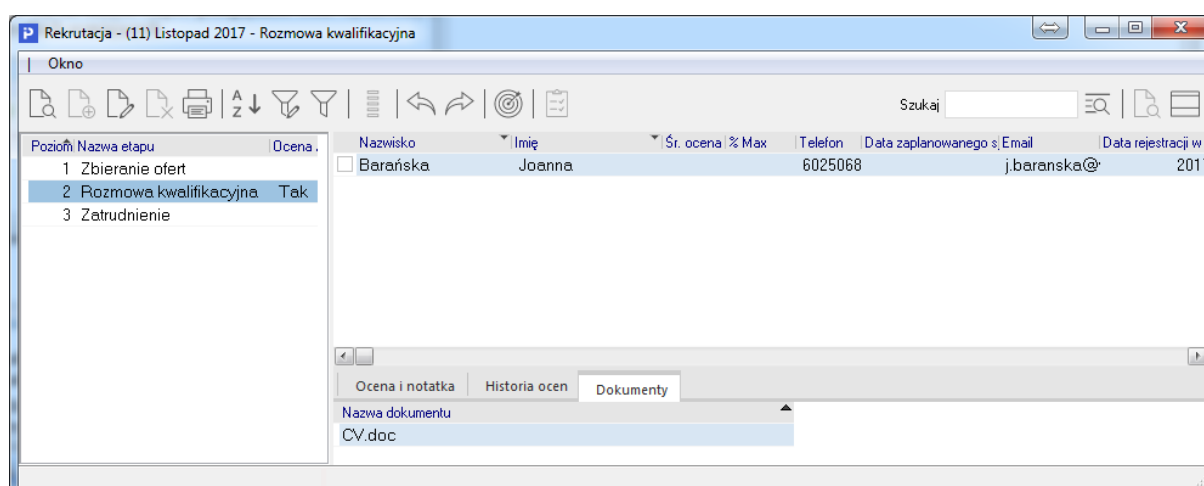 Rekrutacja - (11) Listopad 2017 - Rozmowa kwalifikacyjna
Okno
Szukaj
Poziom Nazwa etapu Ocena
1 Zbieranie ofert
2 Rozmowa kwalifikacyjna Tak
3 Zatrudnienie
Nazwisko Imię Śr. ocena % Max Telefon Data zaplanowanego s Email Data rejestracji w
Barańska Joanna 6025068 j.baranska@ 201
Ocena i notatka Historia ocen Dokumenty
Nazwa dokumentu
CV.doc